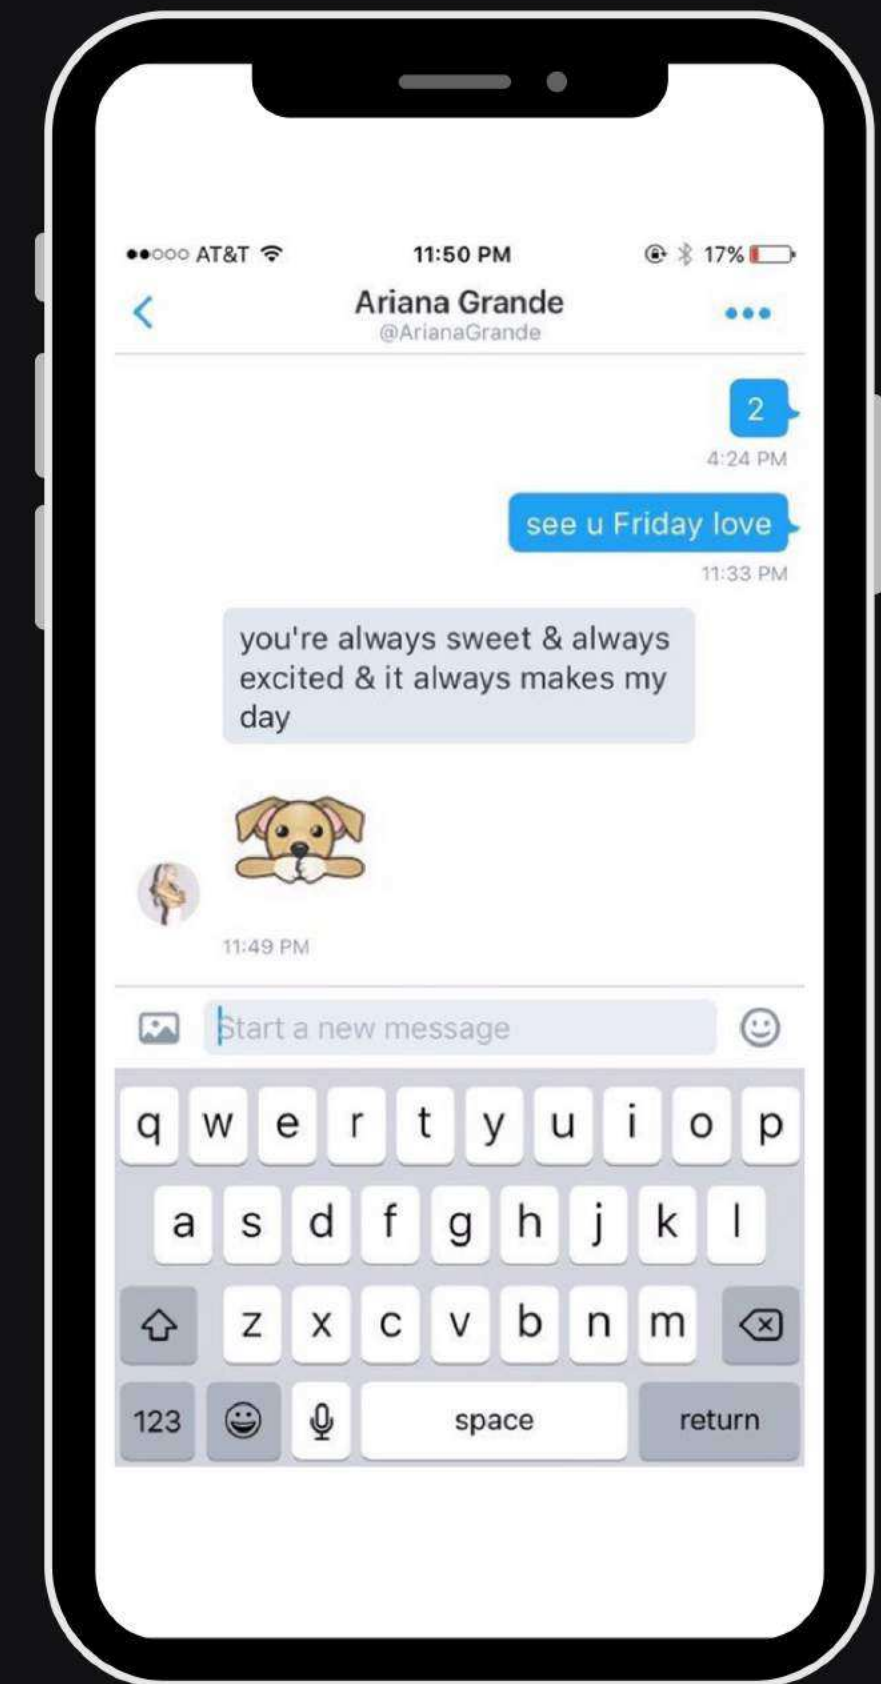 AT&T 11:50 PM 17%
Ariana Grande
@ArianaGrande
2
4:24 PM
see u Friday love
11:33 PM
you're always sweet & always
excited & it always makes my
day
11:49 PM
Start a new message
q w e r t y u i o p
a s d f g h j k l
z x c v b n m
123 space return